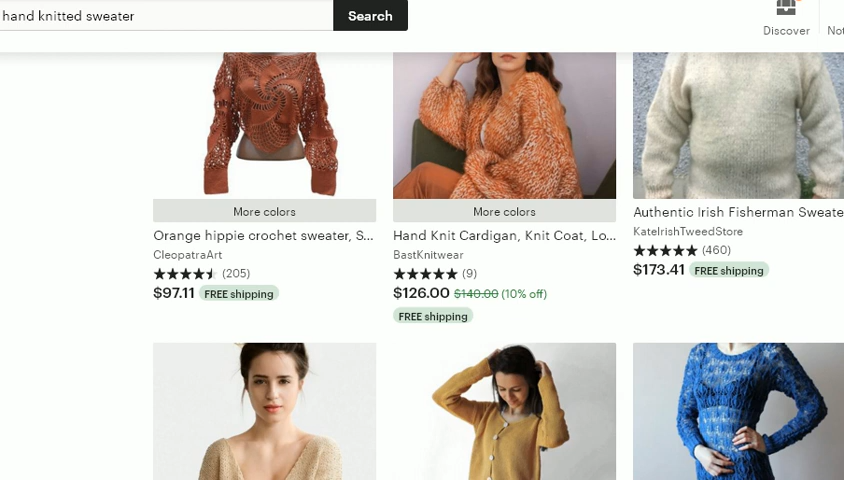 hand knitted sweater
Search
Discover
Not
More colors
Orange hippie crochet sweater, S...
CleopatraArt
(205)
$97.11 FREE shipping
More colors
Hand Knit Cardigan, Knit Coat, Lo...
BastKnitwear
(9)
$126.00 $140.00 (10% off)
FREE shipping
Authentic Irish Fisherman Sweate
KateIrishTweedStore
(460)
$173.41 FREE shipping